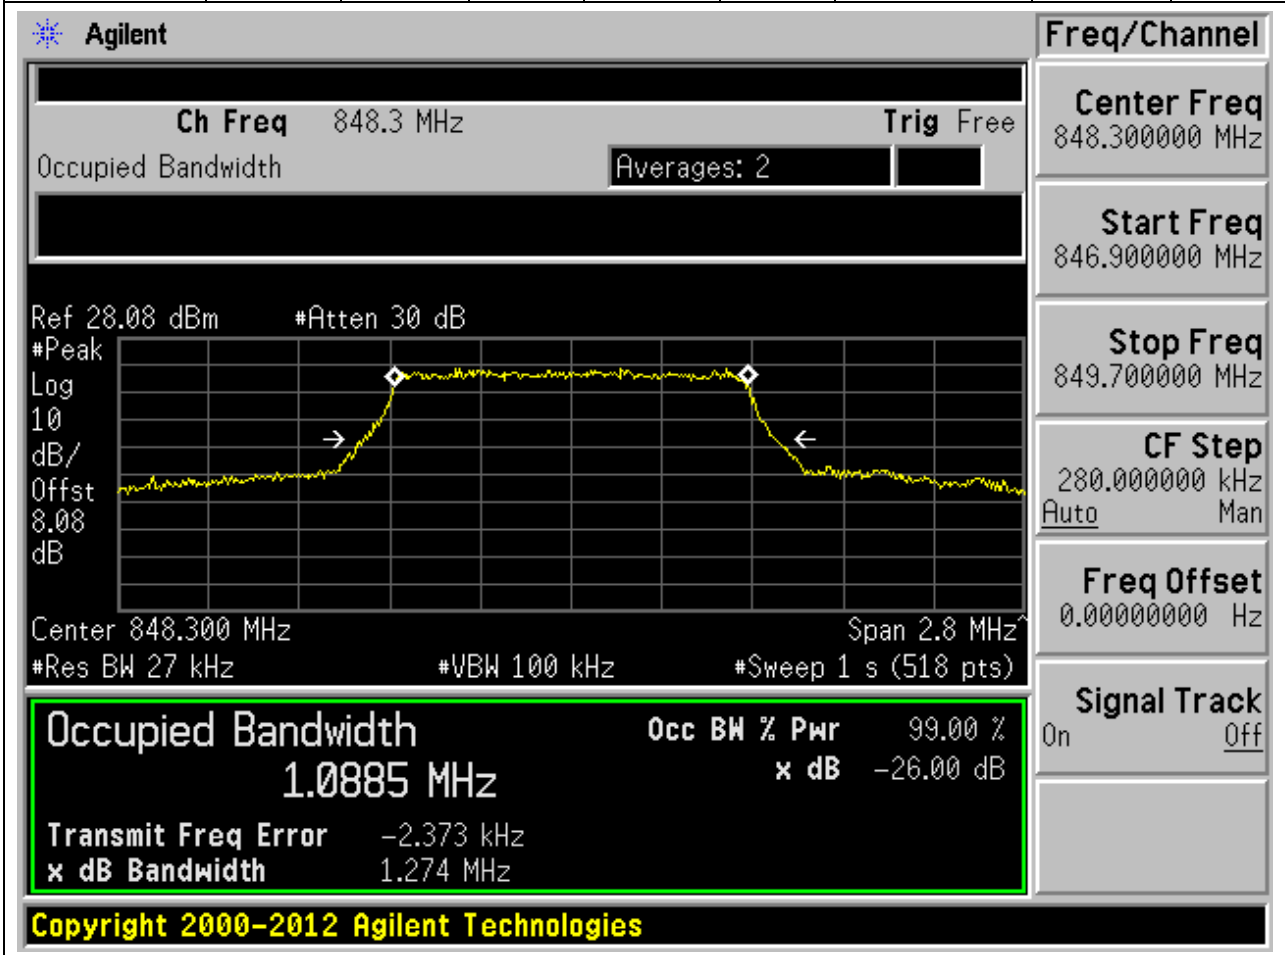 Agilent
Freq/Channel
Ch Freq 848.3 MHz Trig Free
Occupied Bandwidth Averages: 2
Center Freq
848.300000 MHz
Start Freq
846.900000 MHz
Stop Freq
849.700000 MHz
CF Step
280.000000 kHz
Auto Man
Freq Offset
0.00000000 Hz
Signal Track
On Off
Ref 28.08 dBm #Atten 30 dB
#Peak
Log
10
dB/
Offst
8.08
dB
Center 848.300 MHz Span 2.8 MHz^
#Res BW 27 kHz #VBW 100 kHz #Sweep 1 s (518 pts)
Occupied Bandwidth
1.0885 MHz
Occ BW % Pwr 99.00 %
x dB -26.00 dB
Transmit Freq Error -2.373 kHz
x dB Bandwidth 1.274 MHz
Copyright 2000-2012 Agilent Technologies